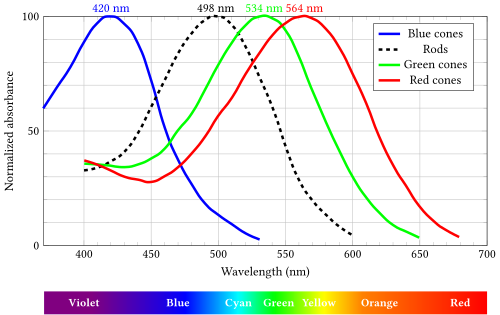 420 nm 498 nm 534 nm 564 nm
100
50
0
Normalized absorbance
Blue cones
Rods
Green cones
Red cones
400 450 500 550 600 650 700
Wavelength (nm)
Violet Blue Cyan Green Yellow Orange Red